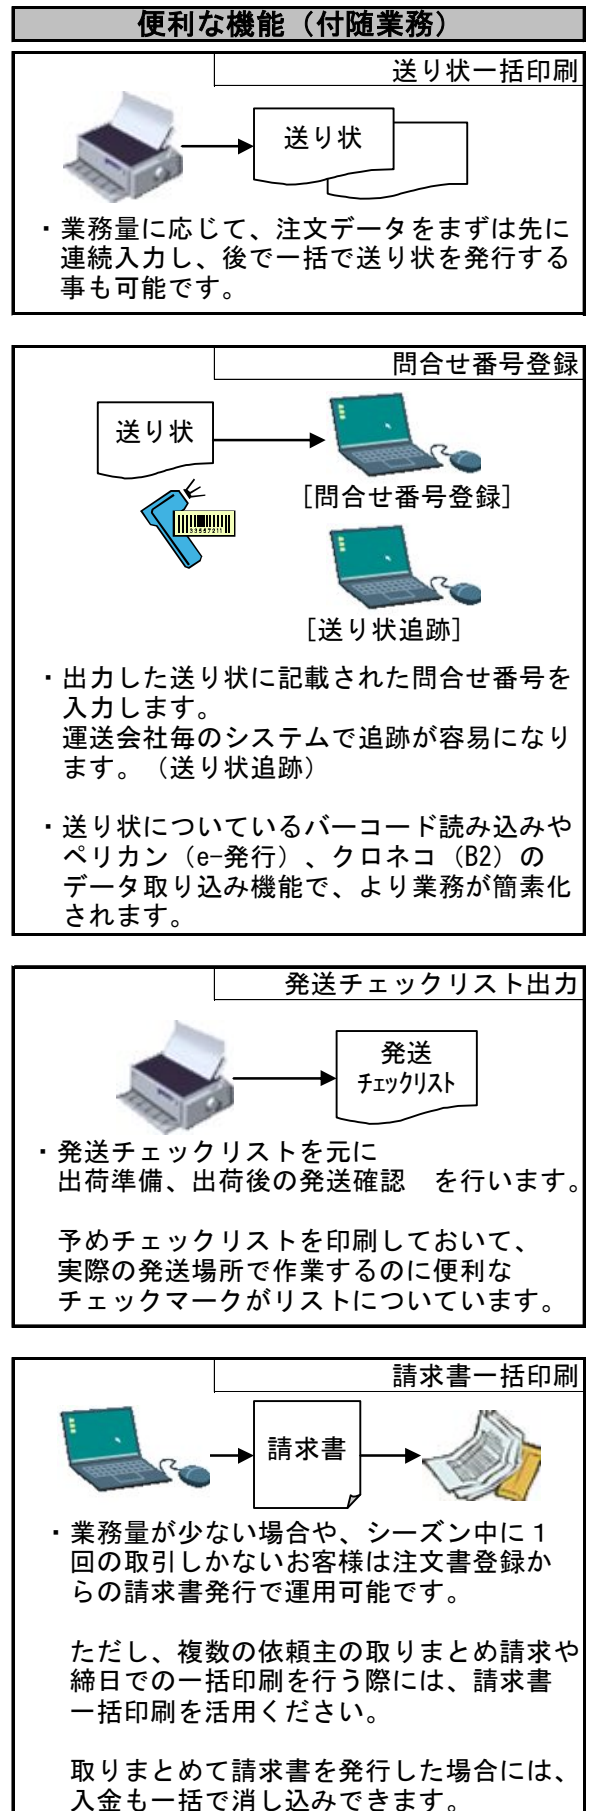 便利な機能（付随業務）
送り状一括印刷
送り状
・業務量に応じて、注文データをまずは先に
連続入力し、後で一括で送り状を発行する
事も可能です。
問合せ番号登録
送り状
[問合せ番号登録]
[送り状追跡]
・出力した送り状に記載された問合せ番号を
入力します。
運送会社毎のシステムで追跡が容易になり
ます。（送り状追跡）
・送り状についているバーコード読み込みや
ペリカン（e-発行）、クロネコ（B2）の
データ取り込み機能で、より業務が簡素化
されます。
発送チェックリスト出力
発送
ﾁｪｯｸﾘｽﾄ
・発送チェックリストを元に
出荷準備、出荷後の発送確認　を行います。
予めチェックリストを印刷しておいて、
実際の発送場所で作業するのに便利な
チェックマークがリストについています。
請求書一括印刷
請求書
・業務量が少ない場合や、シーズン中に１
回の取引しかないお客様は注文書登録か
らの請求書発行で運用可能です。
ただし、複数の依頼主の取りまとめ請求や
締日での一括印刷を行う際には、請求書
一括印刷を活用ください。
取りまとめて請求書を発行した場合には、
入金も一括で消し込みできます。